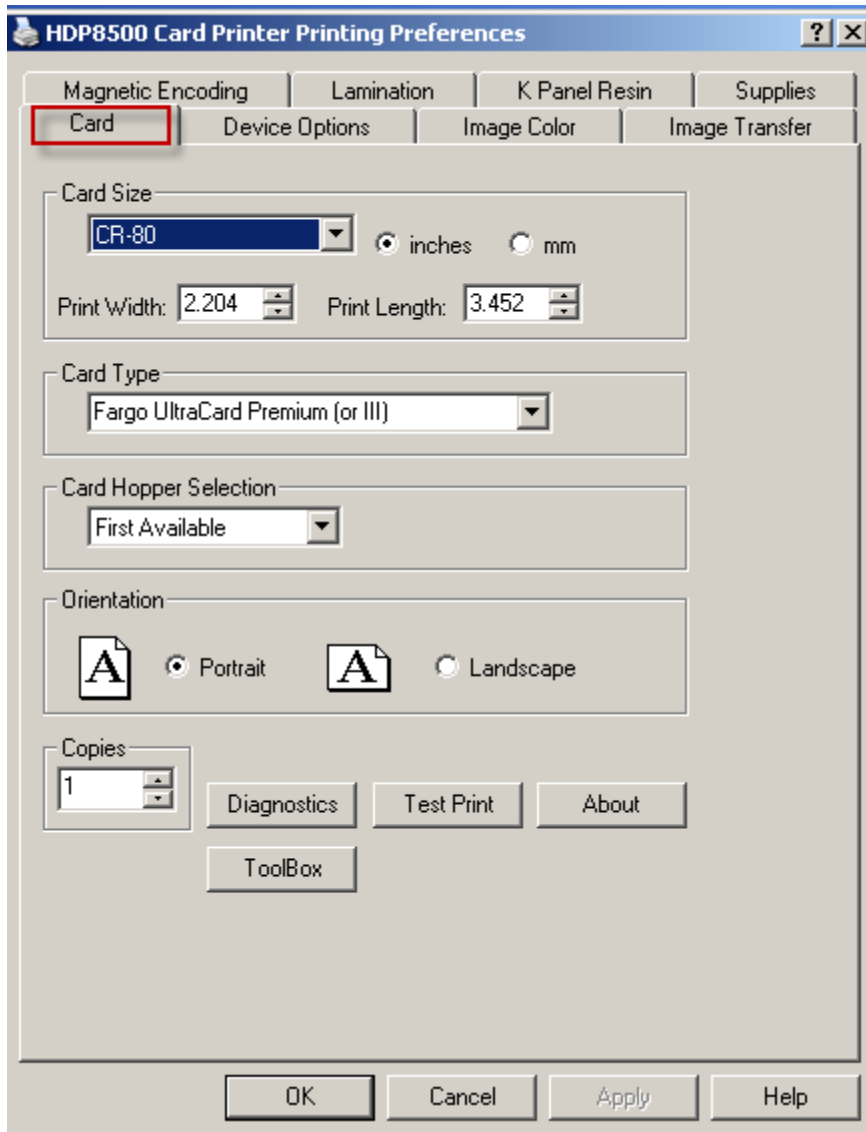 HDP8500 Card Printer Printing Preferences
Magnetic Encoding Lamination K Panel Resin Supplies
Card Device Options Image Color Image Transfer
Card Size
CR-80 inches mm
Print Width: 2.204 Print Length: 3.452
Card Type
Fargo UltraCard Premium (or III)
Card Hopper Selection
First Available
Orientation
A Portrait A Landscape
Copies
1
Diagnostics Test Print About
ToolBox
OK Cancel Apply Help